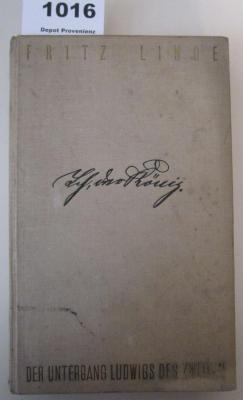 1016
Depot Provenienz
FRITZ LINDE
Ich, der König.
DER UNTERGANG LUDWIGS DES ZWEITEN